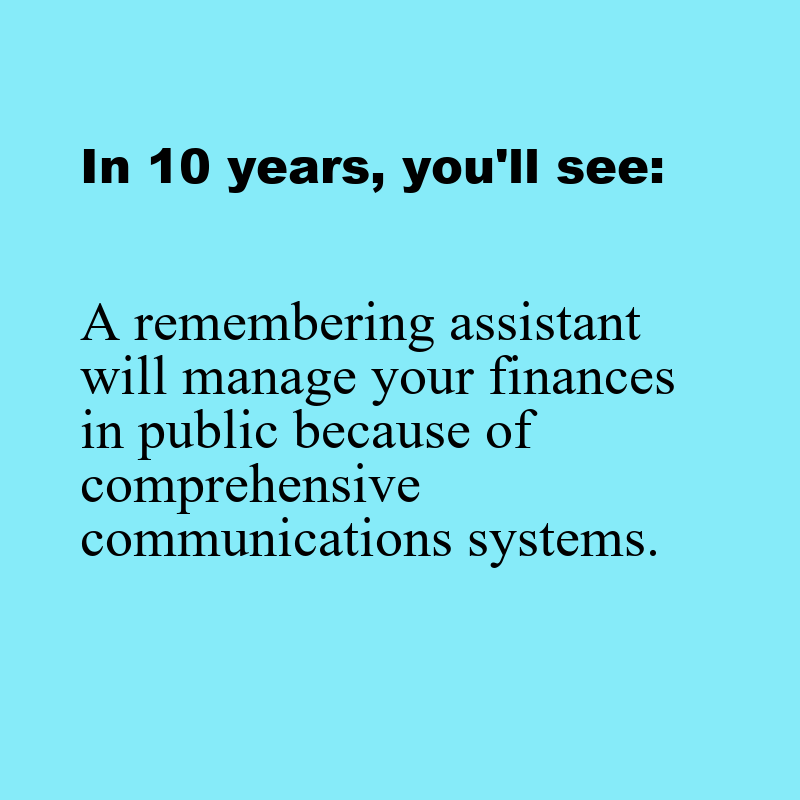 In 10 years, you'll see:
A remembering assistant
will manage your finances
in public because of
comprehensive
communications systems.